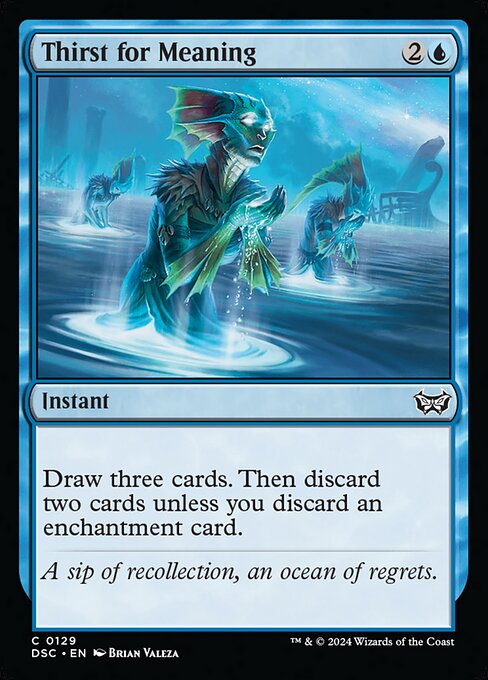 Thirst for Meaning 2
Instant
Draw three cards. Then discard
two cards unless you discard an
enchantment card.
A sip of recollection, an ocean of regrets.
C 0129
DSC • EN Brian Valeza
™ & © 2024 Wizards of the Coast